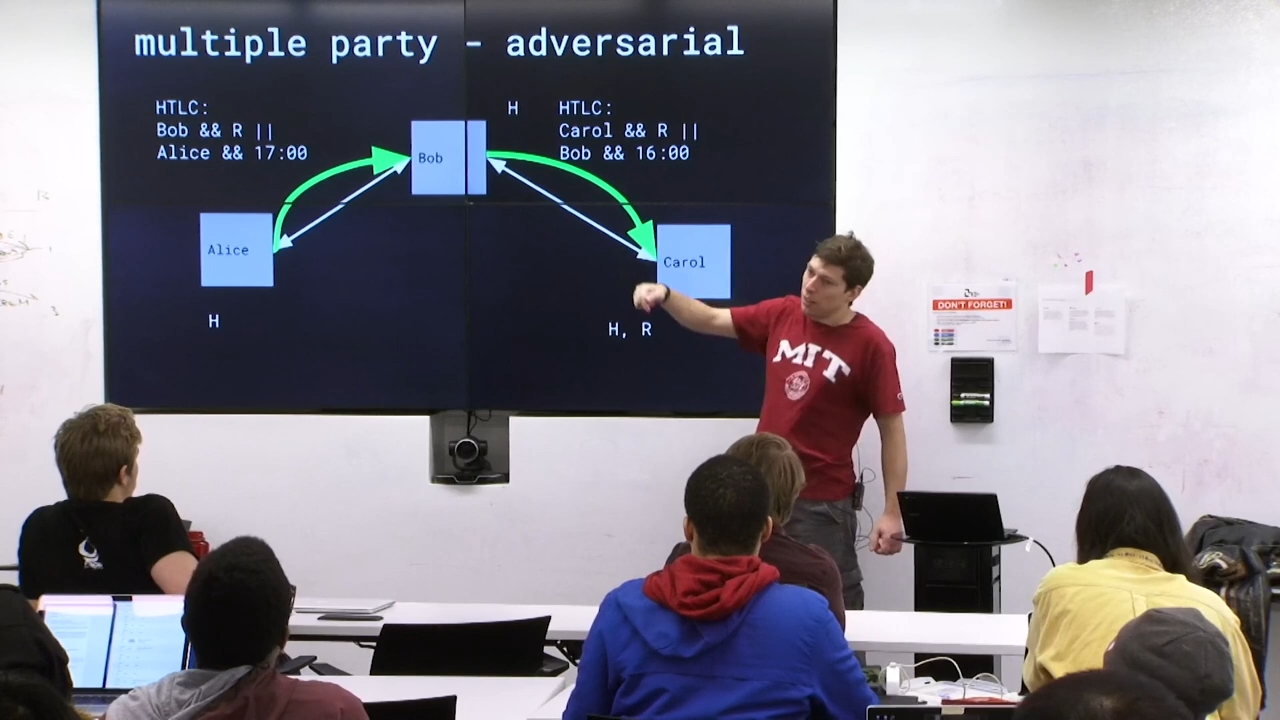 multiple party - adversarial
HTLC:
Bob && R ||
Alice && 17:00
H
HTLC:
Carol && R ||
Bob && 16:00
Bob
Alice
Carol
H
H, R
MIT
DON'T FORGET!